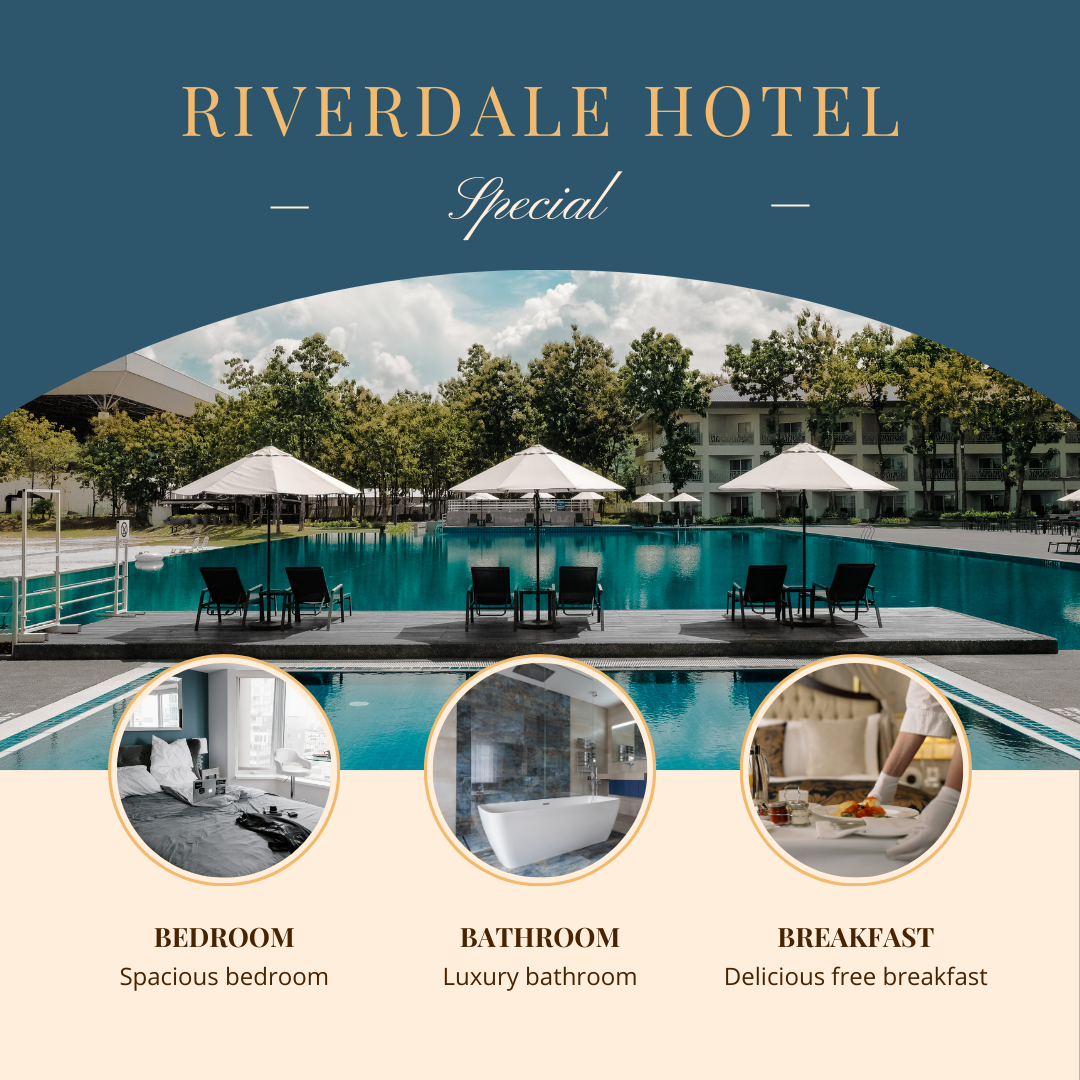 RIVERDALE HOTEL
Special
BEDROOM
Spacious bedroom
BATHROOM
Luxury bathroom
BREAKFAST
Delicious free breakfast